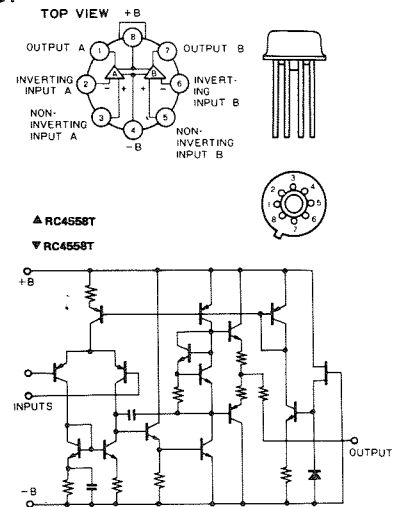 TOP VIEW +B
8
OUTPUT A 1 7 OUTPUT B
A B
INVERTING INPUT A 2 - + + - 6 INVERT-
ING
INPUT B
NON-
INVERTING
INPUT A 3 5 NON-
INVERTING
INPUT B
4
-B
3
2 4
1 5
8 6
7
▲ RC4558T
▼ RC4558T
+B
INPUTS
OUTPUT
-B